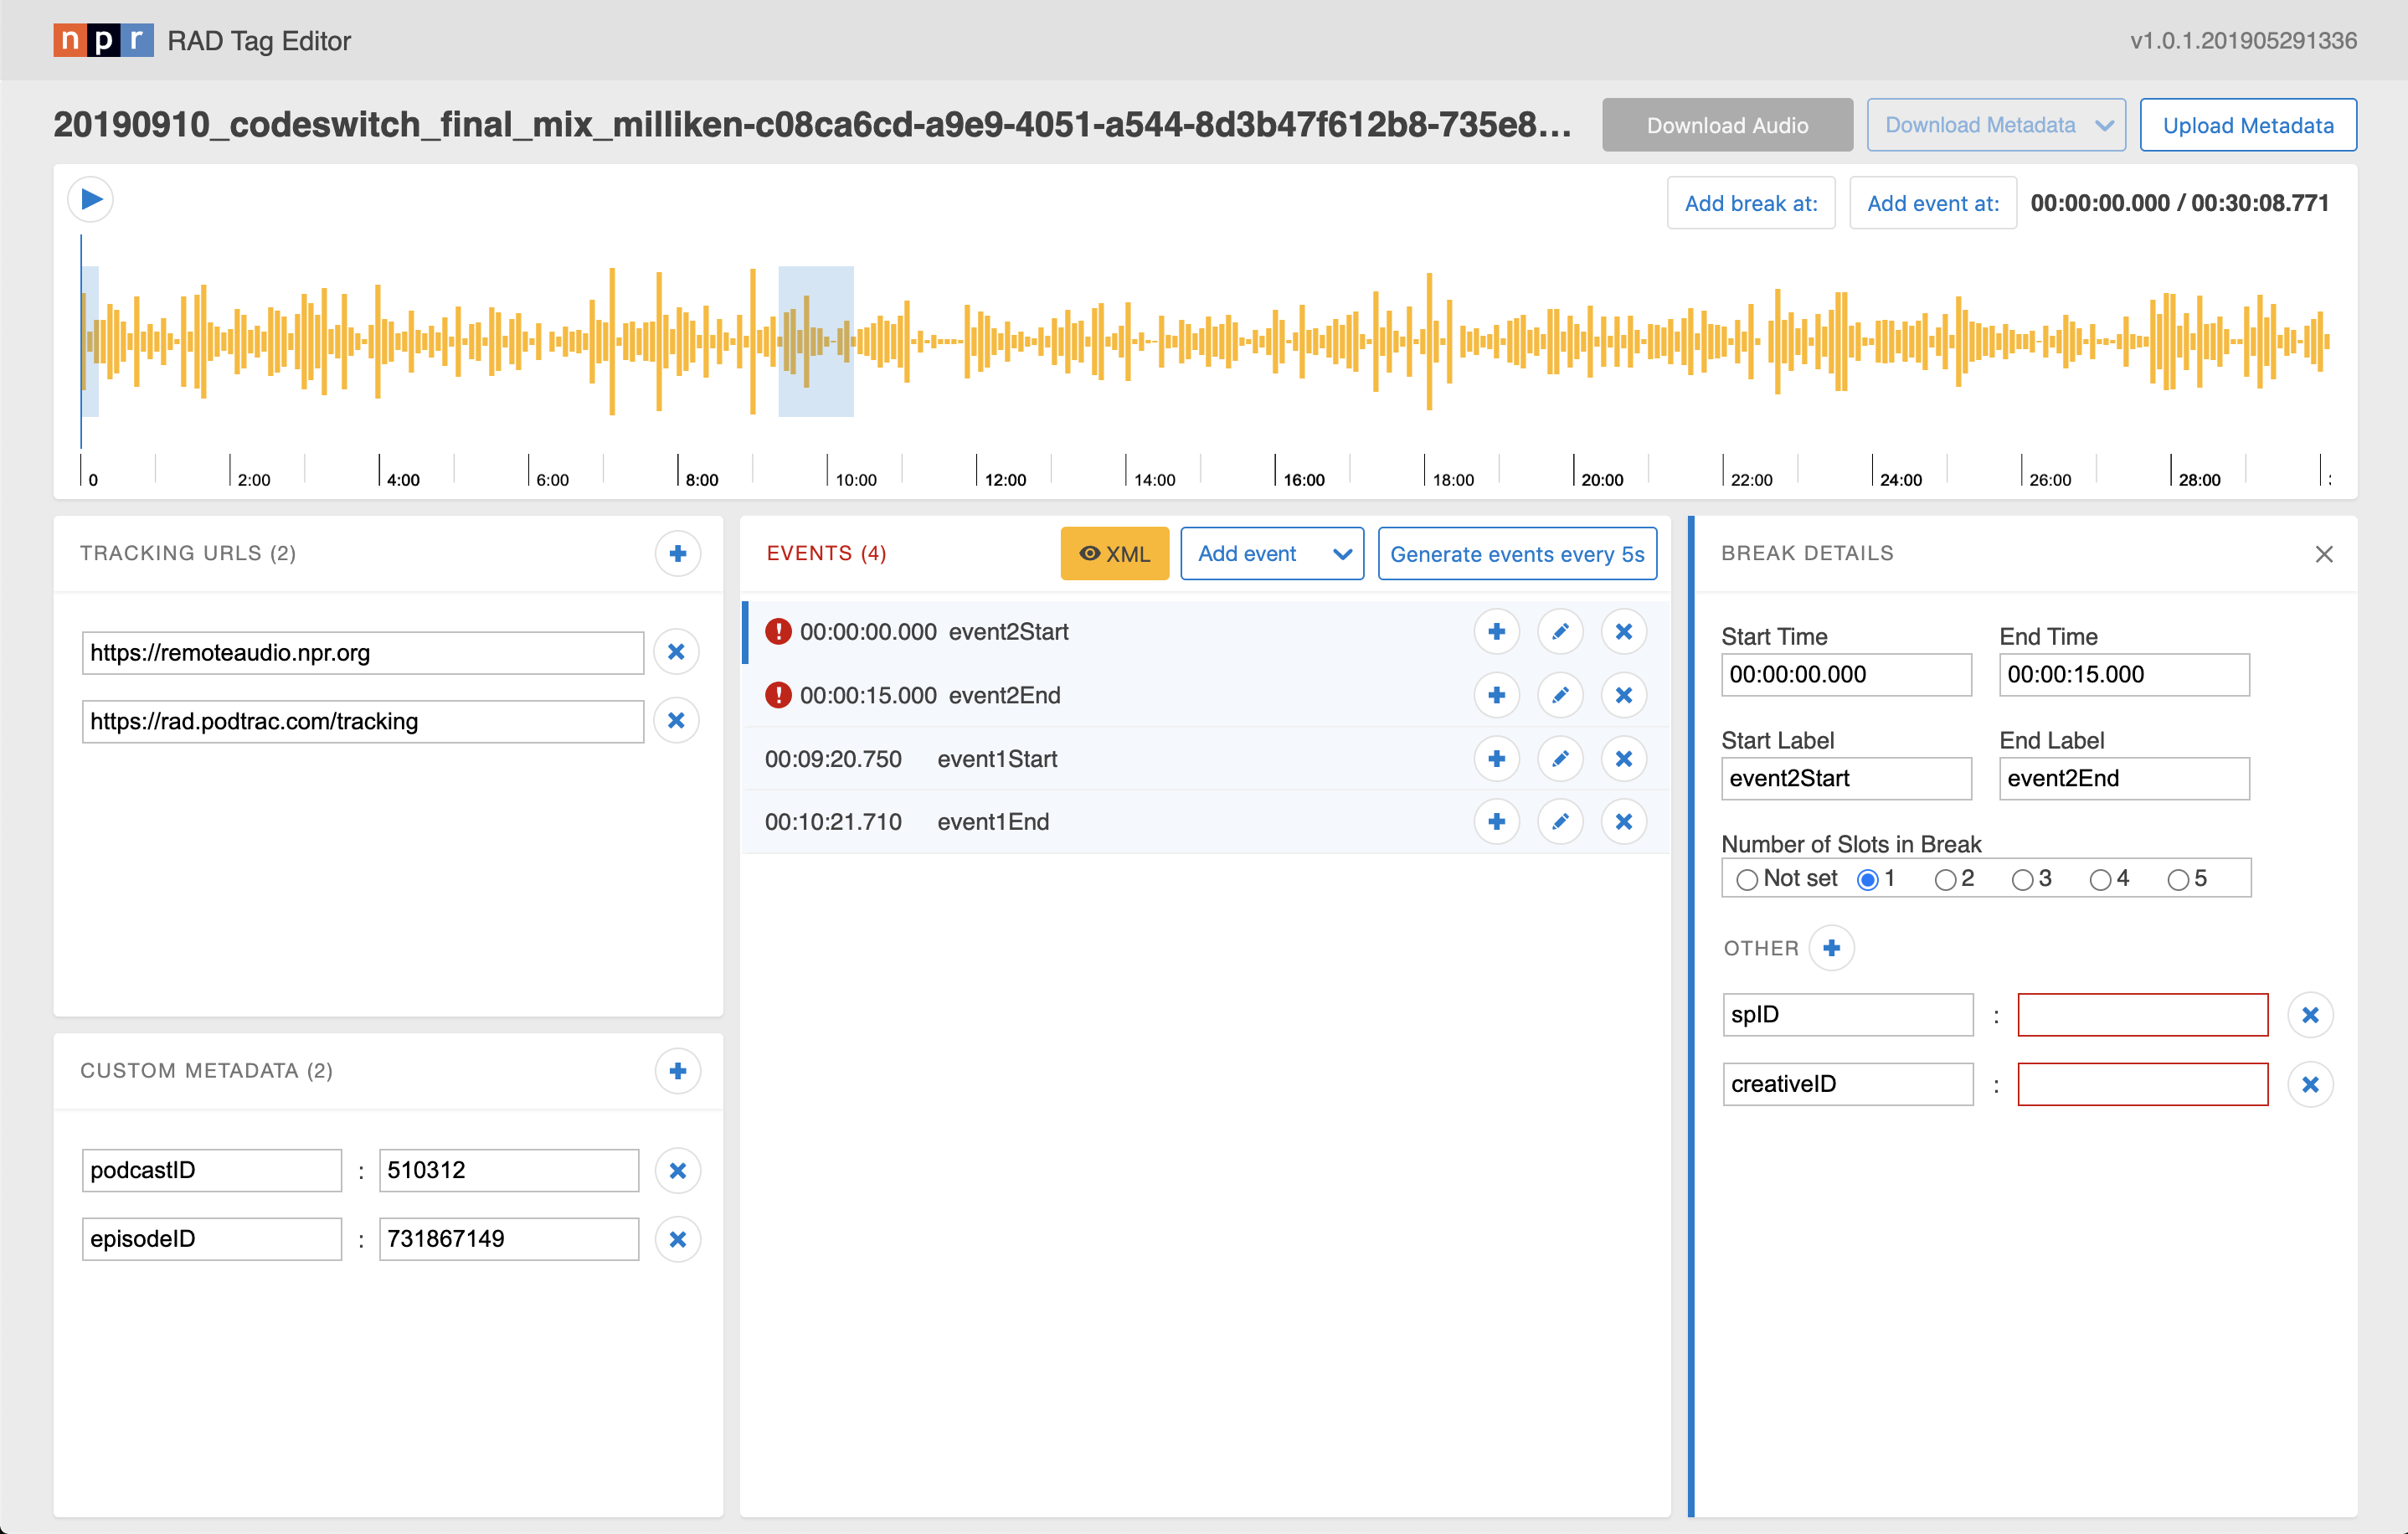 npr RAD Tag Editor v1.0.1.201905291336
20190910_codeswitch_final_mix_milliken-c08ca6cd-a9e9-4051-a544-8d3b47f612b8-735e8... Download Audio Download Metadata Upload Metadata
Add break at: Add event at: 00:00:00.000 / 00:30:08.771
0 2:00 4:00 6:00 8:00 10:00 12:00 14:00 16:00 18:00 20:00 22:00 24:00 26:00 28:00
TRACKING URLS (2)
https://remoteaudio.npr.org
https://rad.podtrac.com/tracking
CUSTOM METADATA (2)
podcastID : 510312
episodeID : 731867149
EVENTS (4) XML Add event Generate events every 5s
! 00:00:00.000 event2Start
! 00:00:15.000 event2End
00:09:20.750 event1Start
00:10:21.710 event1End
BREAK DETAILS
Start Time End Time
00:00:00.000 00:00:15.000
Start Label End Label
event2Start event2End
Number of Slots in Break
Not set 1 2 3 4 5
OTHER
spID :
creativeID :